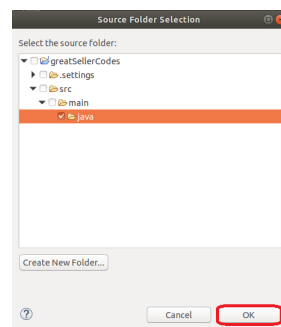 Source Folder Selection
Select the source folder:
greatSellerCodes
.settings
src
main
java
Create New Folder...
?
Cancel
OK